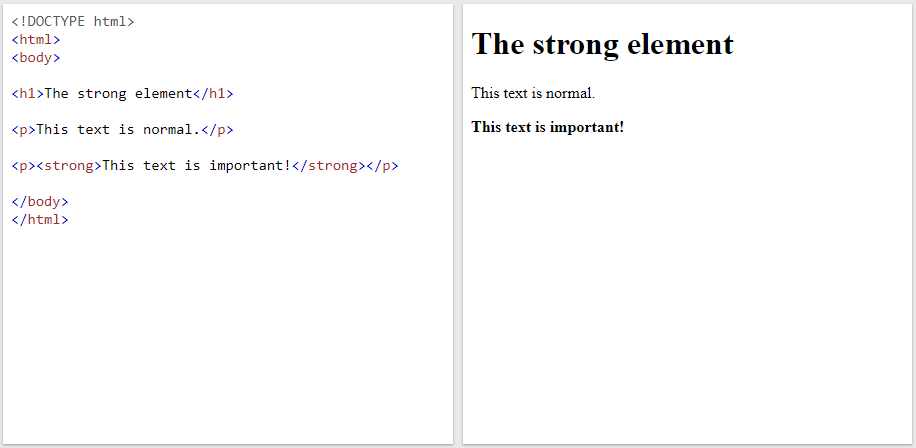 <!DOCTYPE html>
<html>
<body>
<h1>The strong element</h1>
<p>This text is normal.</p>
<p><strong>This text is important!</strong></p>
</body>
</html>
The strong element
This text is normal.
This text is important!